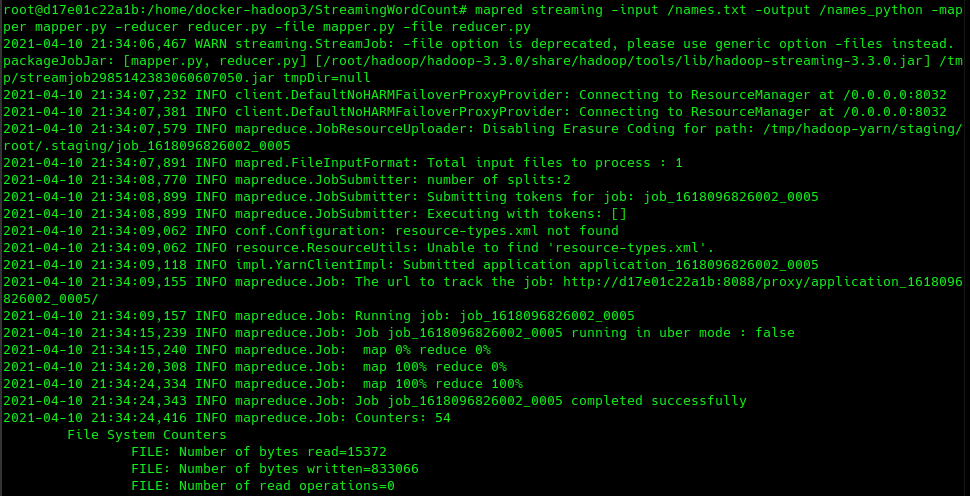 root@d17e01c22a1b:/home/docker-hadoop3/StreamingWordCount# mapred streaming -input /names.txt -output /names_python -map
per mapper.py -reducer reducer.py -file mapper.py -file reducer.py
2021-04-10 21:34:06,467 WARN streaming.StreamJob: -file option is deprecated, please use generic option -files instead.
packageJobJar: [mapper.py, reducer.py] [/root/hadoop/hadoop-3.3.0/share/hadoop/tools/lib/hadoop-streaming-3.3.0.jar] /tm
p/streamjob2985142383060607050.jar tmpDir=null
2021-04-10 21:34:07,232 INFO client.DefaultNoHARMFailoverProxyProvider: Connecting to ResourceManager at /0.0.0.0:8032
2021-04-10 21:34:07,381 INFO client.DefaultNoHARMFailoverProxyProvider: Connecting to ResourceManager at /0.0.0.0:8032
2021-04-10 21:34:07,579 INFO mapreduce.JobResourceUploader: Disabling Erasure Coding for path: /tmp/hadoop-yarn/staging/
root/.staging/job_1618096826002_0005
2021-04-10 21:34:07,891 INFO mapred.FileInputFormat: Total input files to process : 1
2021-04-10 21:34:08,770 INFO mapreduce.JobSubmitter: number of splits:2
2021-04-10 21:34:08,899 INFO mapreduce.JobSubmitter: Submitting tokens for job: job_1618096826002_0005
2021-04-10 21:34:08,899 INFO mapreduce.JobSubmitter: Executing with tokens: []
2021-04-10 21:34:09,062 INFO conf.Configuration: resource-types.xml not found
2021-04-10 21:34:09,062 INFO resource.ResourceUtils: Unable to find 'resource-types.xml'.
2021-04-10 21:34:09,118 INFO impl.YarnClientImpl: Submitted application application_1618096826002_0005
2021-04-10 21:34:09,155 INFO mapreduce.Job: The url to track the job: http://d17e01c22a1b:8088/proxy/application_1618096
826002_0005/
2021-04-10 21:34:09,157 INFO mapreduce.Job: Running job: job_1618096826002_0005
2021-04-10 21:34:15,239 INFO mapreduce.Job: Job job_1618096826002_0005 running in uber mode : false
2021-04-10 21:34:15,240 INFO mapreduce.Job:  map 0% reduce 0%
2021-04-10 21:34:20,308 INFO mapreduce.Job:  map 100% reduce 0%
2021-04-10 21:34:24,334 INFO mapreduce.Job:  map 100% reduce 100%
2021-04-10 21:34:24,343 INFO mapreduce.Job: Job job_1618096826002_0005 completed successfully
2021-04-10 21:34:24,416 INFO mapreduce.Job: Counters: 54
        File System Counters
                FILE: Number of bytes read=15372
                FILE: Number of bytes written=833066
                FILE: Number of read operations=0